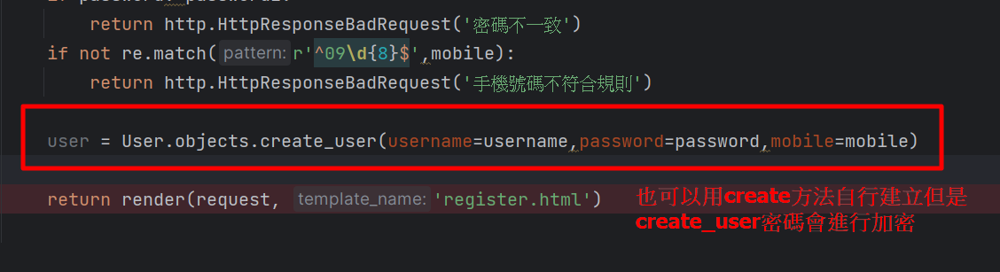 return http.HttpResponseBadRequest('密碼不一致')
if not re.match( pattern: r'^09\d{8}$',mobile):
return http.HttpResponseBadRequest('手機號碼不符合規則')
user = User.objects.create_user(username=username,password=password,mobile=mobile)
return render(request, template_name: 'register.html')
也可以用create方法自行建立但是
create_user密碼會進行加密